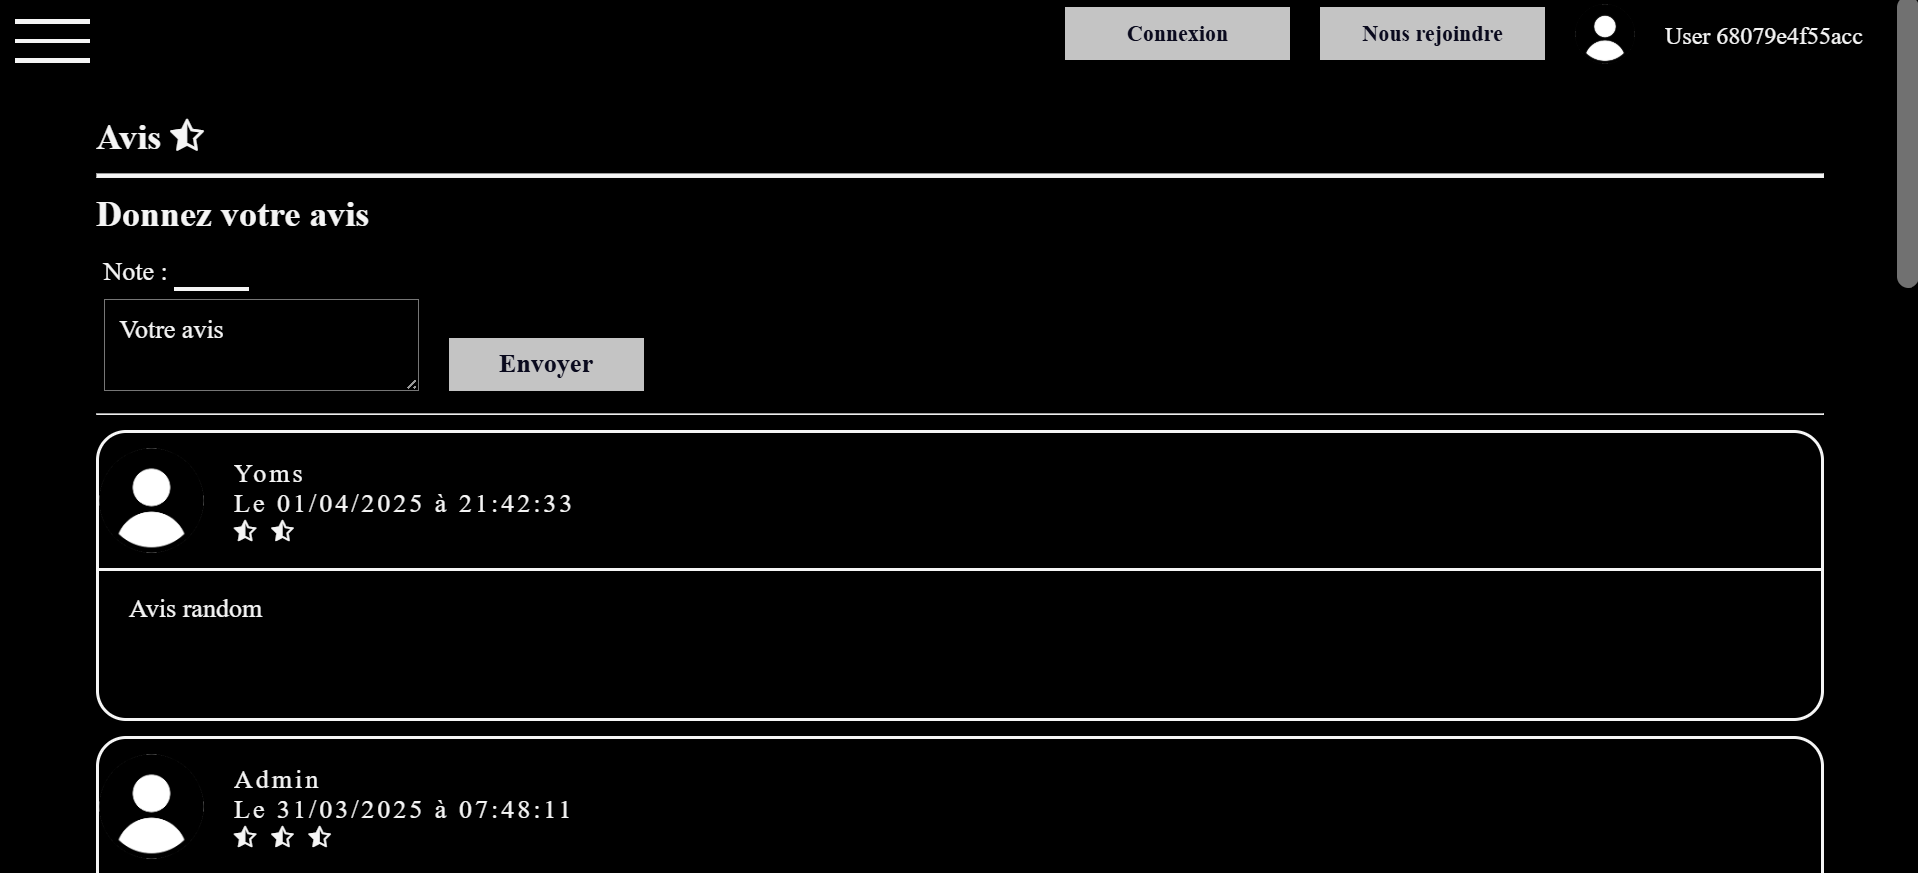 Connexion
Nous rejoindre
User 68079e4f55acc
Avis
Donnez votre avis
Note :
Votre avis
Envoyer
Yoms
Le 01/04/2025 à 21:42:33
Avis random
Admin
Le 31/03/2025 à 07:48:11